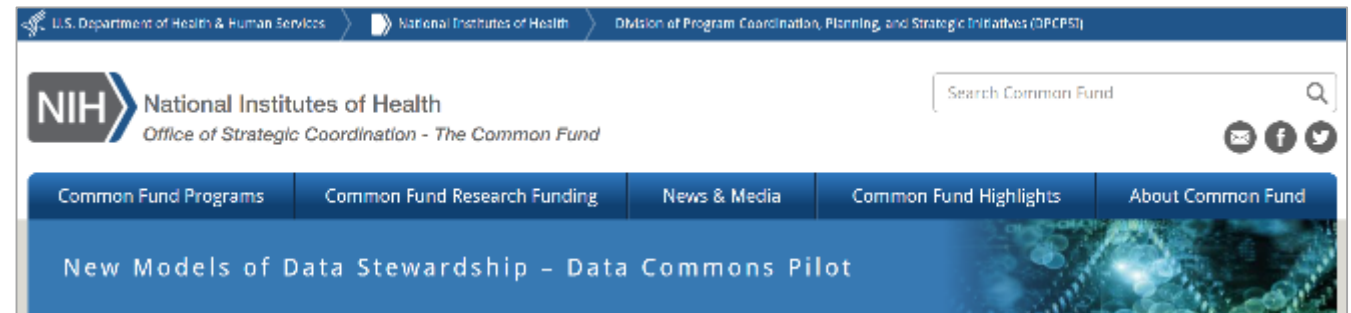 U.S. Department of Health & Human Services National Institutes of Health Division of Program Coordination, Planning, and Strategic Initiatives (DPCPSI)
NIH National Institutes of Health
Office of Strategic Coordination - The Common Fund
Search Common Fund
Common Fund Programs Common Fund Research Funding News & Media Common Fund Highlights About Common Fund
New Models of Data Stewardship – Data Commons Pilot